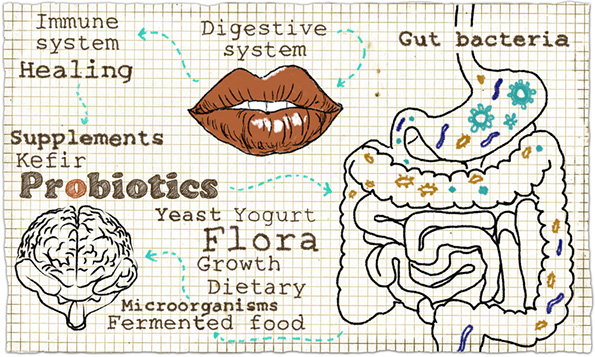 Immune
system
Healing
Digestive
system
Gut bacteria
Supplements
Kefir
Probiotics
Yeast Yogurt
Flora
Growth
Dietary
Microorganisms
Fermented food